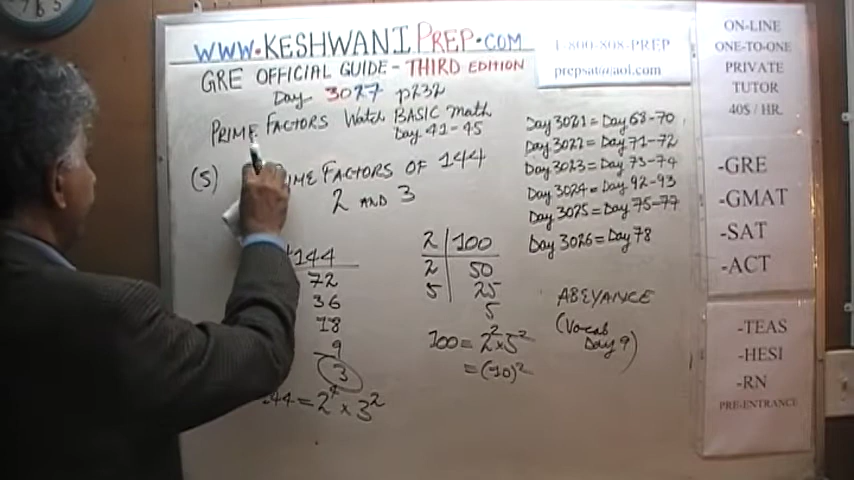 WWW.KESHWANIPREP.COM
GRE OFFICIAL GUIDE - THIRD EDITION
Day 3027 p232
PRIME FACTORS Watch BASIC Math
Day 41-45
(5) PRIME FACTORS OF 144
2 AND 3
144
72
36
18
9
3
44 = 2⁴ x 3²
2 | 100
2 | 50
5 | 25
5
100 = 2² x 5²
= (10)²
1-800-808-PREP
prepsat@aol.com
Day 3021 = Day 68-70
Day 3022 = Day 71-72
Day 3023 = Day 73-74
Day 3024 = Day 92-93
Day 3025 = Day 75-77
Day 3026 = Day 78
ABEYANCE
(Vocab
Day 9)
ON-LINE
ONE-TO-ONE
PRIVATE
TUTOR
40$ / HR.
-GRE
-GMAT
-SAT
-ACT
-TEAS
-HESI
-RN
PRE-ENTRANCE